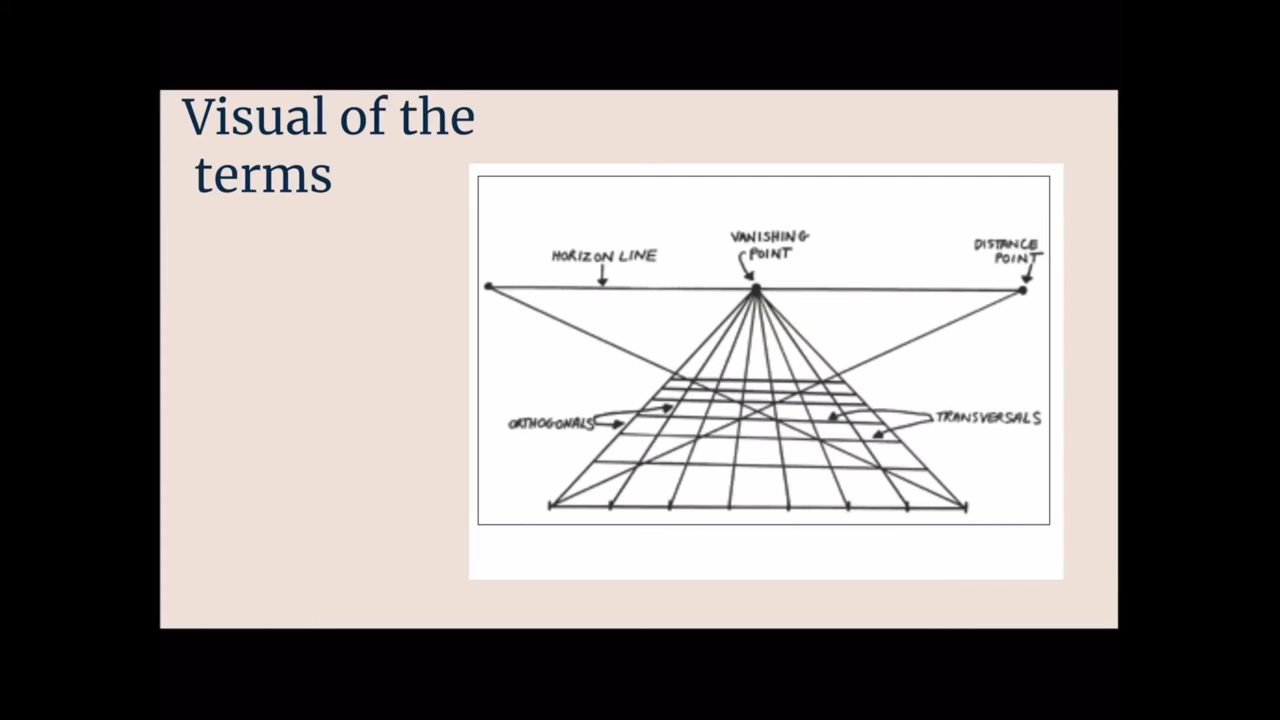 Visual of the
terms
HORIZON LINE
VANISHING
POINT
DISTANCE
POINT
ORTHOGONALS
TRANSVERSALS